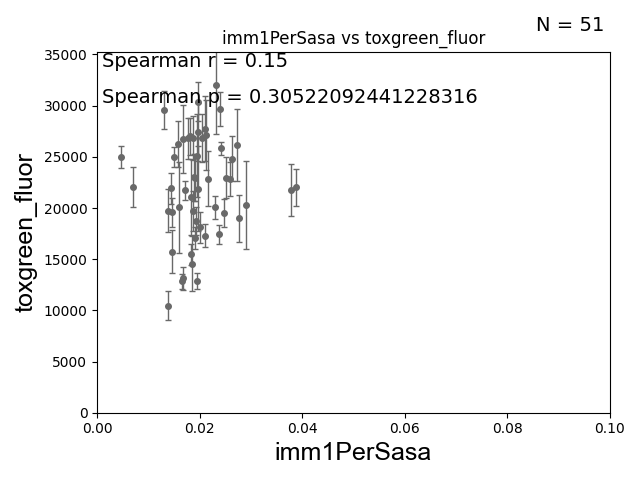 N = 51
imm1PerSasa vs toxgreen_fluor
Spearman r = 0.15
Spearman p = 0.30522092441228316
35000
30000
25000
20000
15000
10000
5000
0
toxgreen_fluor
0.00 0.02 0.04 0.06 0.08 0.10
imm1PerSasa